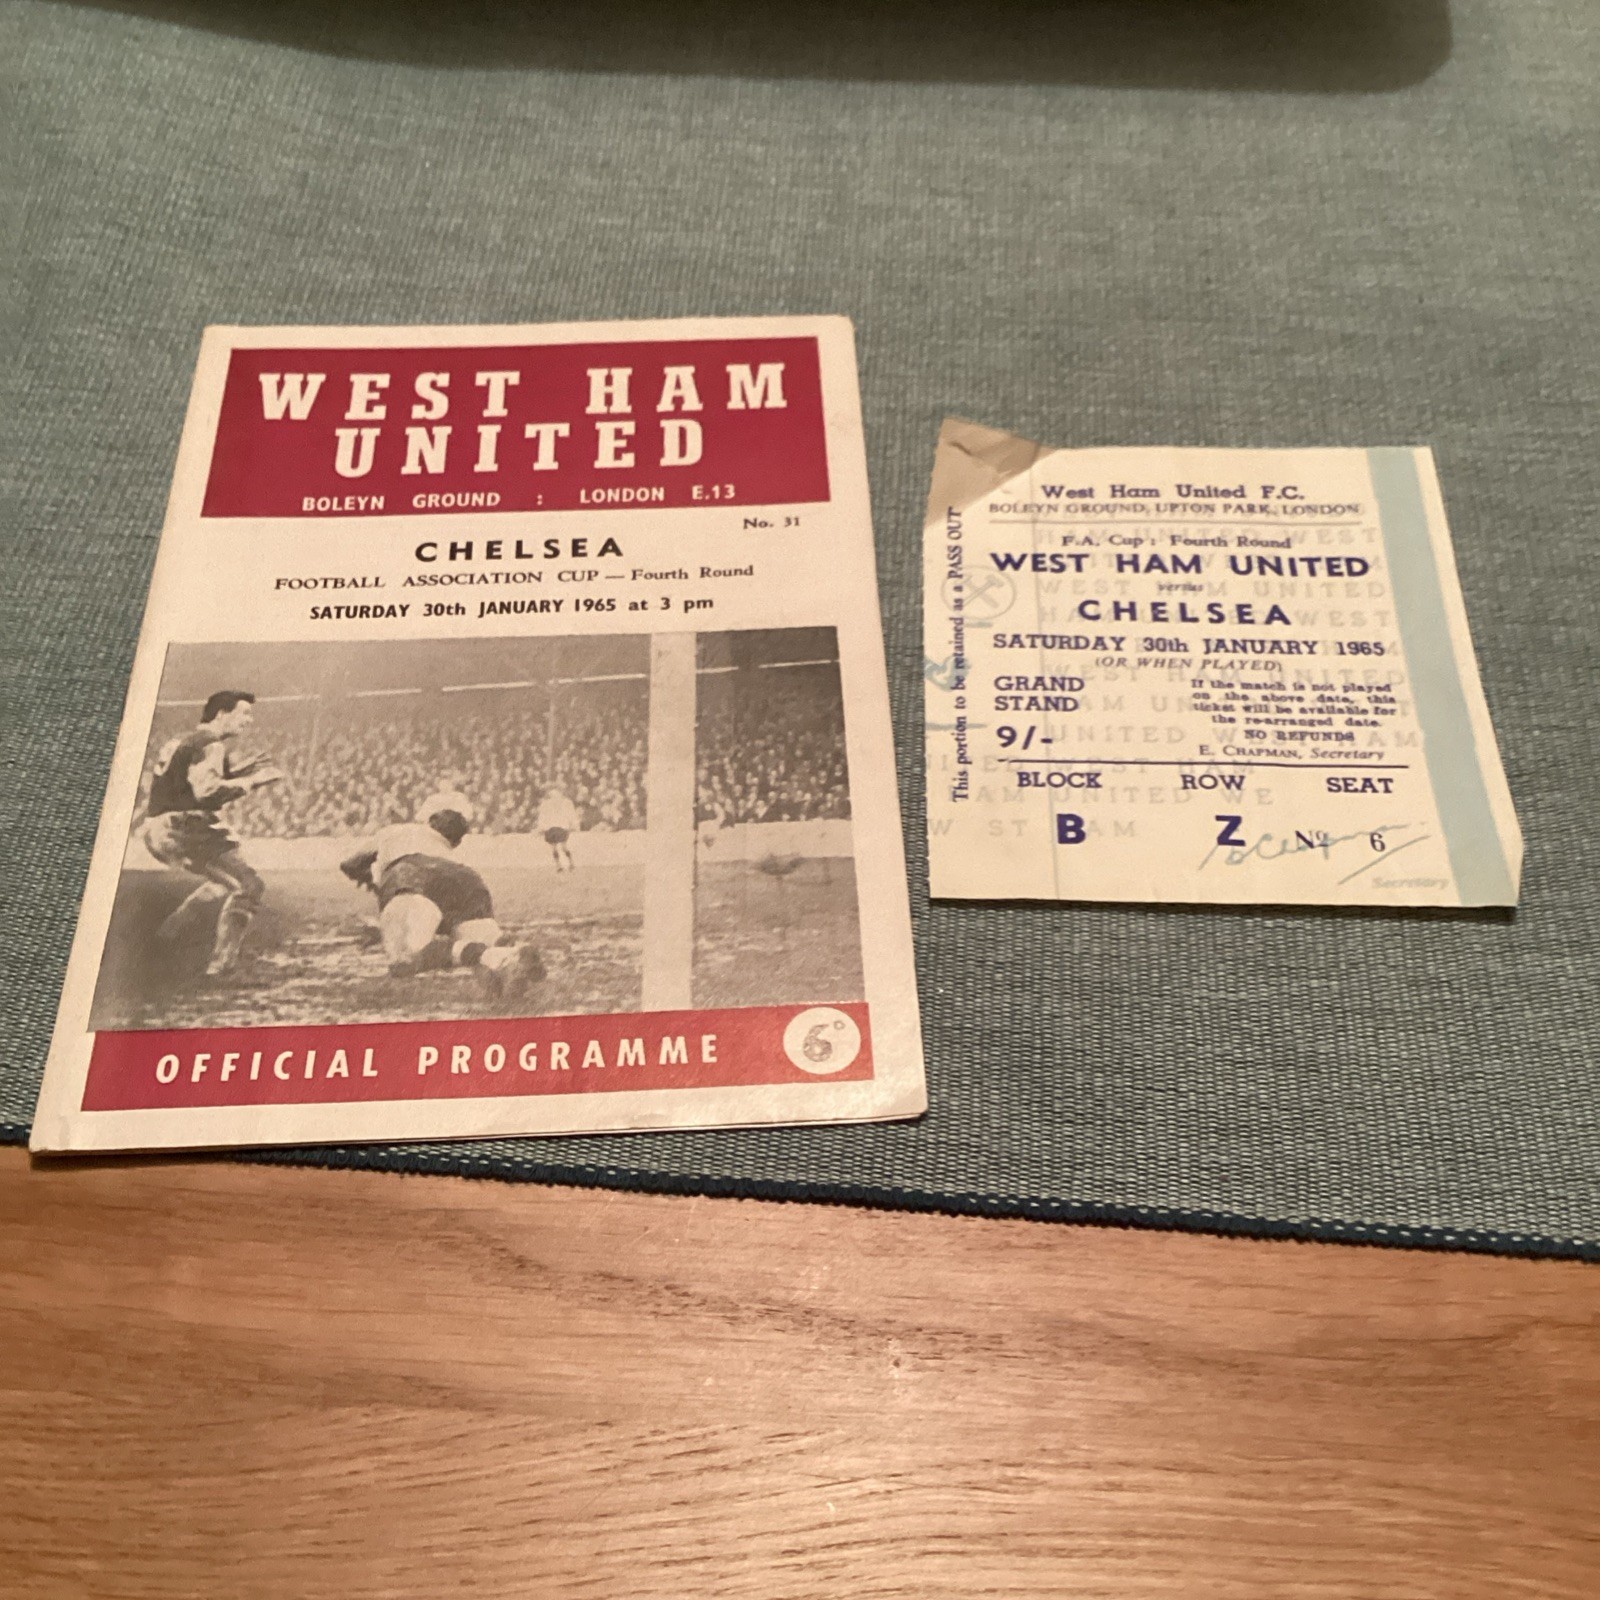 WEST HAM
UNITED
BOLEYN GROUND : LONDON E.13
No. 31
CHELSEA
FOOTBALL ASSOCIATION CUP — Fourth Round
SATURDAY 30th JANUARY 1965 at 3 pm
OFFICIAL PROGRAMME
6D
This portion to be retained as a PASS OUT
West Ham United F.C.
BOLEYN GROUND, UPTON PARK, LONDON
F.A. Cup : Fourth Round
WEST HAM UNITED
versus
CHELSEA
SATURDAY 30th JANUARY 1965
(OR WHEN PLAYED)
GRAND
STAND
9/-
If the match is not played
on the above date, this
ticket will be available for
the re-arranged date.
NO REFUNDS
E. CHAPMAN, Secretary
BLOCK ROW SEAT
B Z Nº 6
Secretary